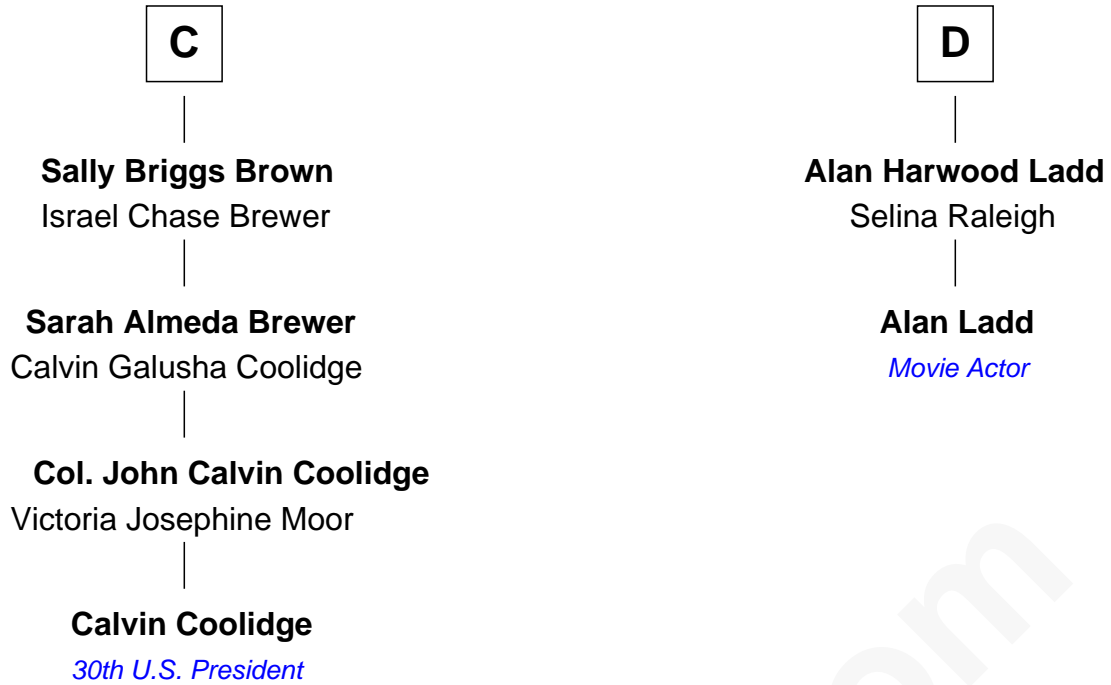 C
Sally Briggs Brown
Israel Chase Brewer
Sarah Almeda Brewer
Calvin Galusha Coolidge
Col. John Calvin Coolidge
Victoria Josephine Moor
Calvin Coolidge
30th U.S. President
D
Alan Harwood Ladd
Selina Raleigh
Alan Ladd
Movie Actor
om